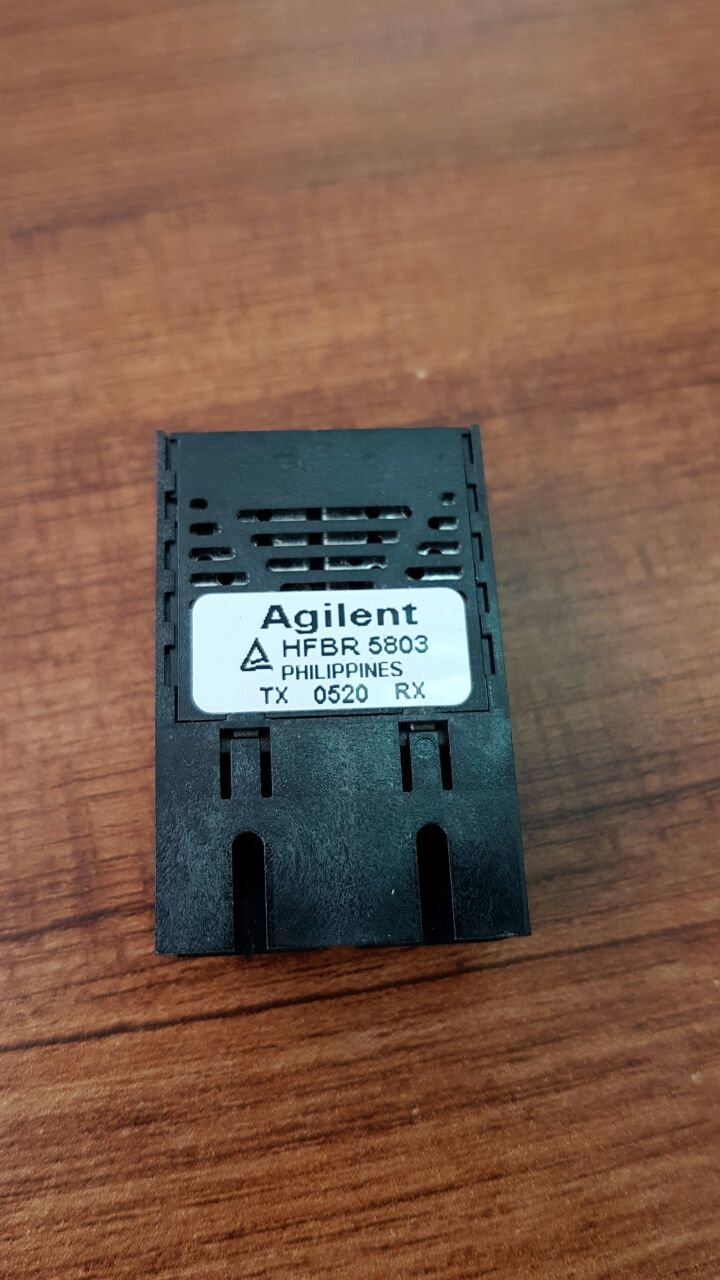 Agilent
HFBR 5803
PHILIPPINES
TX 0520 RX